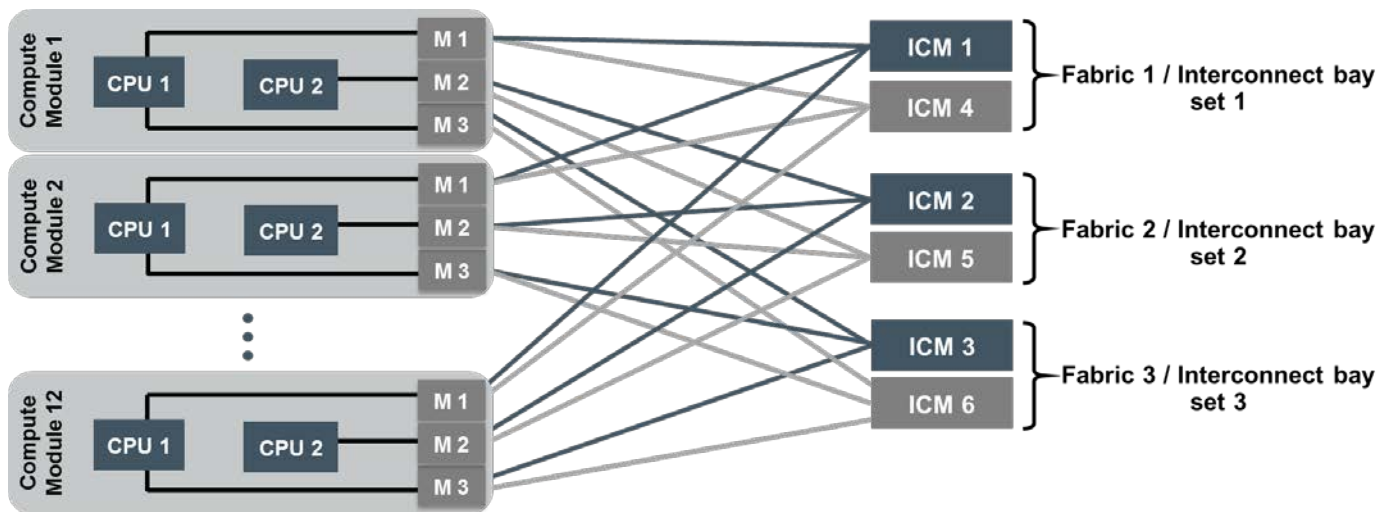 Compute
Module 1
CPU 1
CPU 2
M 1
M 2
M 3
Compute
Module 2
CPU 1
CPU 2
M 1
M 2
M 3
Compute
Module 12
CPU 1
CPU 2
M 1
M 2
M 3
ICM 1
ICM 4
Fabric 1 / Interconnect bay
set 1
ICM 2
ICM 5
Fabric 2 / Interconnect bay
set 2
ICM 3
ICM 6
Fabric 3 / Interconnect bay
set 3